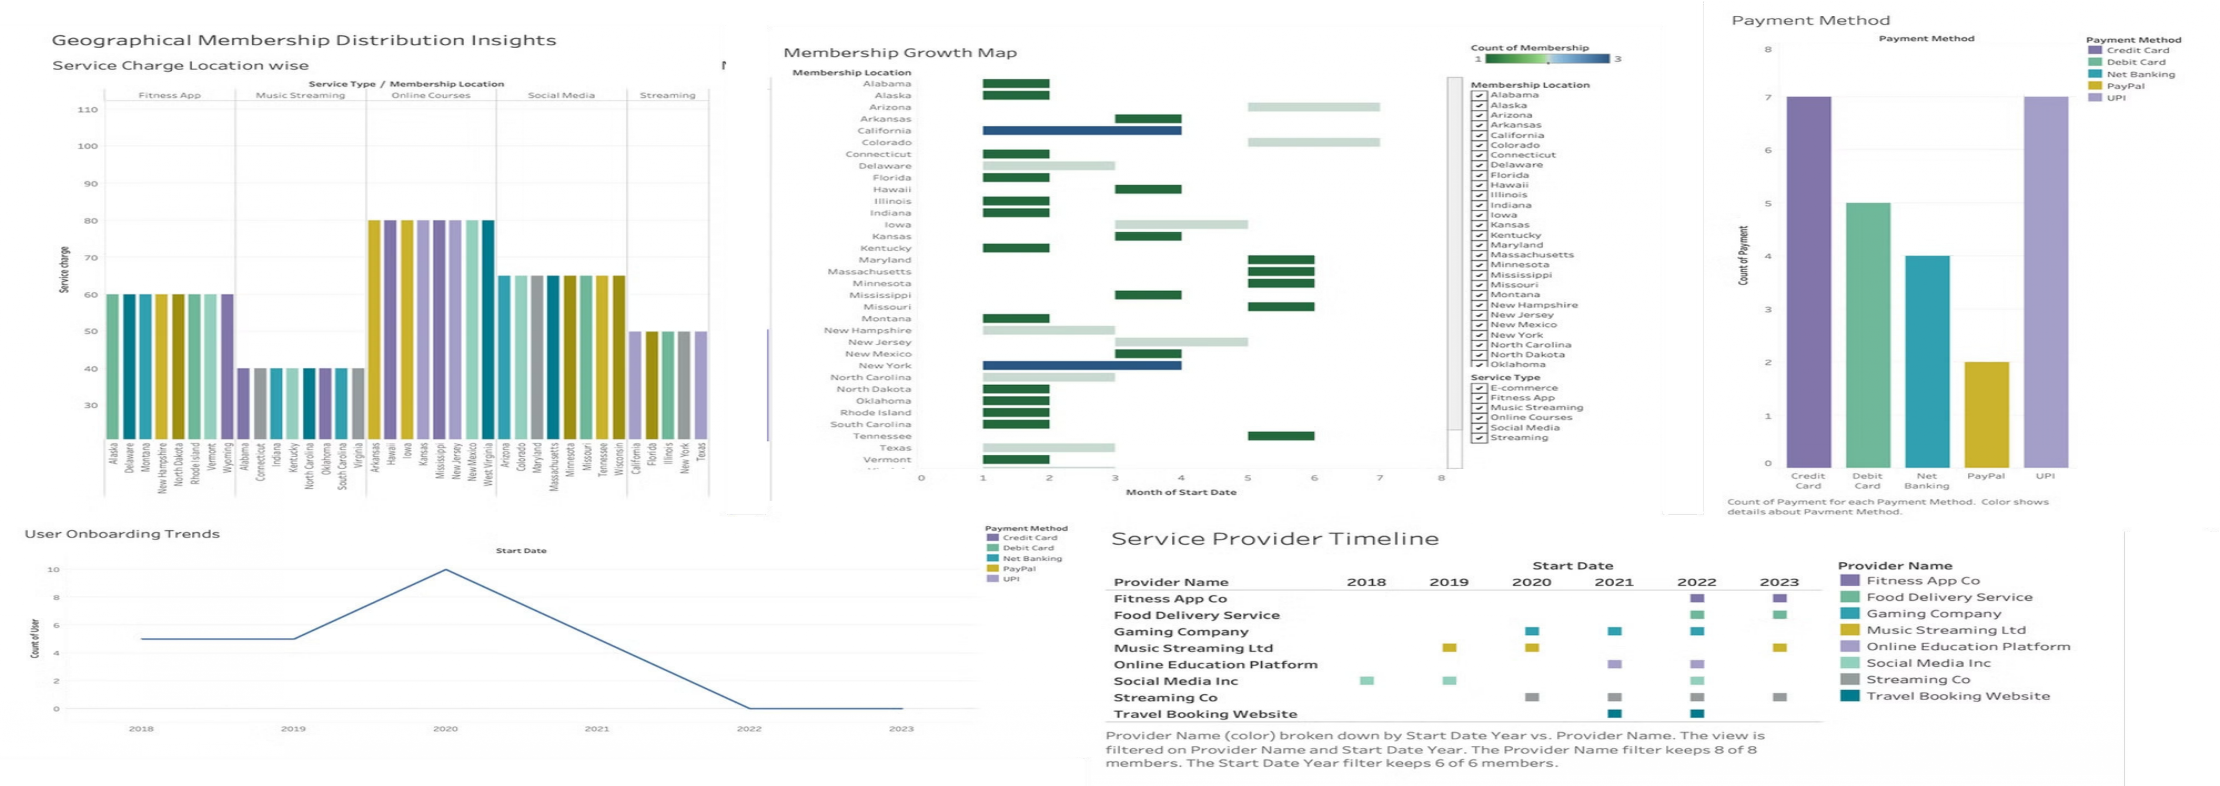 Geographical Membership Distribution Insights
Service Charge Location wise
Service Type / Membership Location
Fitness App Music Streaming Online Courses Social Media Streaming
110
100
90
80
70
60
50
40
30
Service charge
Alaska
Delaware
Montana
New Hampshire
North Dakota
Rhode Island
Vermont
Wyoming
Alabama
Connecticut
Indiana
Kentucky
North Carolina
Oklahoma
South Carolina
Virginia
Arkansas
Hawaii
Iowa
Kansas
Mississippi
New Jersey
New Mexico
West Virginia
Arizona
Colorado
Maryland
Massachusetts
Minnesota
Missouri
Tennessee
Wisconsin
California
Florida
Illinois
New York
Texas
Membership Growth Map
Membership Location
Alabama
Alaska
Arizona
Arkansas
California
Colorado
Connecticut
Delaware
Florida
Hawaii
Illinois
Indiana
Iowa
Kansas
Kentucky
Maryland
Massachusetts
Minnesota
Mississippi
Missouri
Montana
New Hampshire
New Jersey
New Mexico
New York
North Carolina
North Dakota
Oklahoma
Rhode Island
South Carolina
Tennessee
Texas
Vermont
0 1 2 3 4 5 6 7 8
Month of Start Date
Count of Membership
1 3
Membership Location
Alabama
Alaska
Arizona
Arkansas
California
Colorado
Connecticut
Delaware
Florida
Hawaii
Illinois
Indiana
Iowa
Kansas
Kentucky
Maryland
Massachusetts
Minnesota
Mississippi
Missouri
Montana
New Hampshire
New Jersey
New Mexico
New York
North Carolina
North Dakota
Oklahoma
Service Type
E-commerce
Fitness App
Music Streaming
Online Courses
Social Media
Streaming
Payment Method
Payment Method
8
7
6
5
4
3
2
1
0
Count of Payment
Credit Card
Debit Card
Net Banking
PayPal
UPI
Count of Payment for each Payment Method. Color shows
details about Payment Method.
Payment Method
Credit Card
Debit Card
Net Banking
PayPal
UPI
User Onboarding Trends
Start Date
10
8
6
4
2
0
Count of User
2018 2019 2020 2021 2022 2023
Payment Method
Credit Card
Debit Card
Net Banking
PayPal
UPI
Service Provider Timeline
Start Date
Provider Name 2018 2019 2020 2021 2022 2023
Fitness App Co
Food Delivery Service
Gaming Company
Music Streaming Ltd
Online Education Platform
Social Media Inc
Streaming Co
Travel Booking Website
Provider Name (color) broken down by Start Date Year vs. Provider Name. The view is
filtered on Provider Name and Start Date Year. The Provider Name filter keeps 8 of 8
members. The Start Date Year filter keeps 6 of 6 members.
Provider Name
Fitness App Co
Food Delivery Service
Gaming Company
Music Streaming Ltd
Online Education Platform
Social Media Inc
Streaming Co
Travel Booking Website